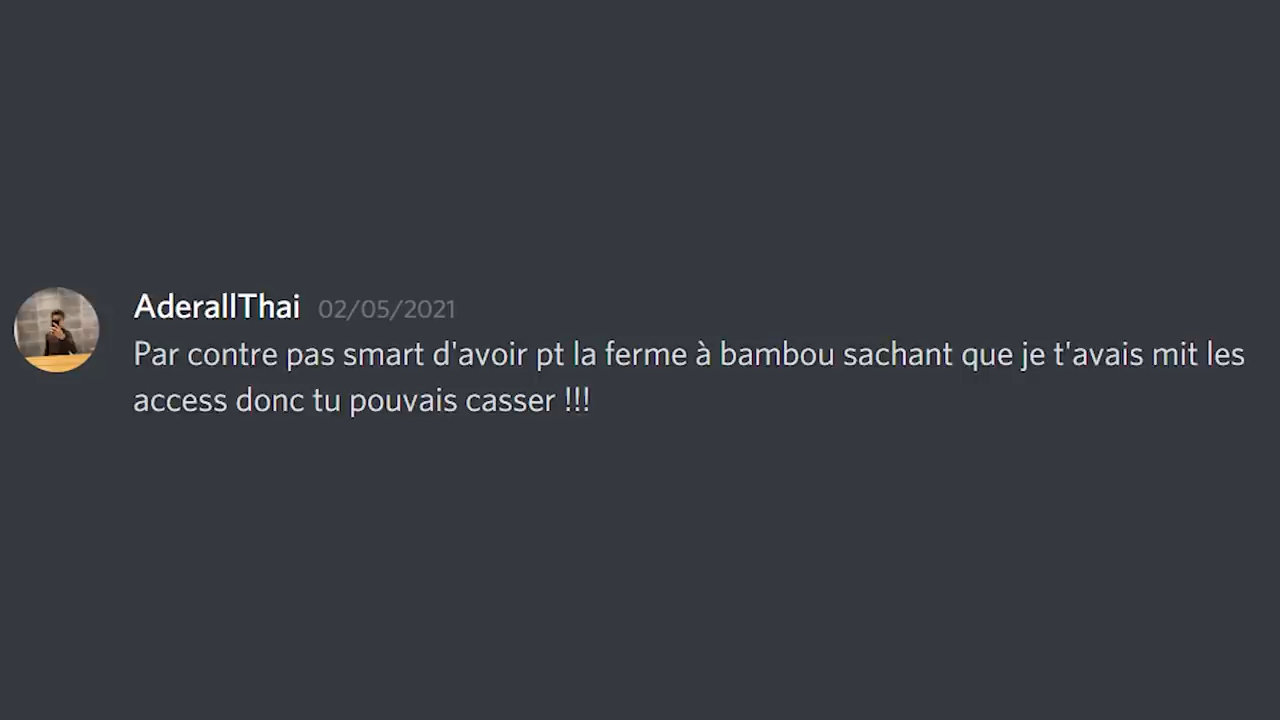 AderallThai 02/05/2021
Par contre pas smart d'avoir pt la ferme à bambou sachant que je t'avais mit les
access donc tu pouvais casser !!!